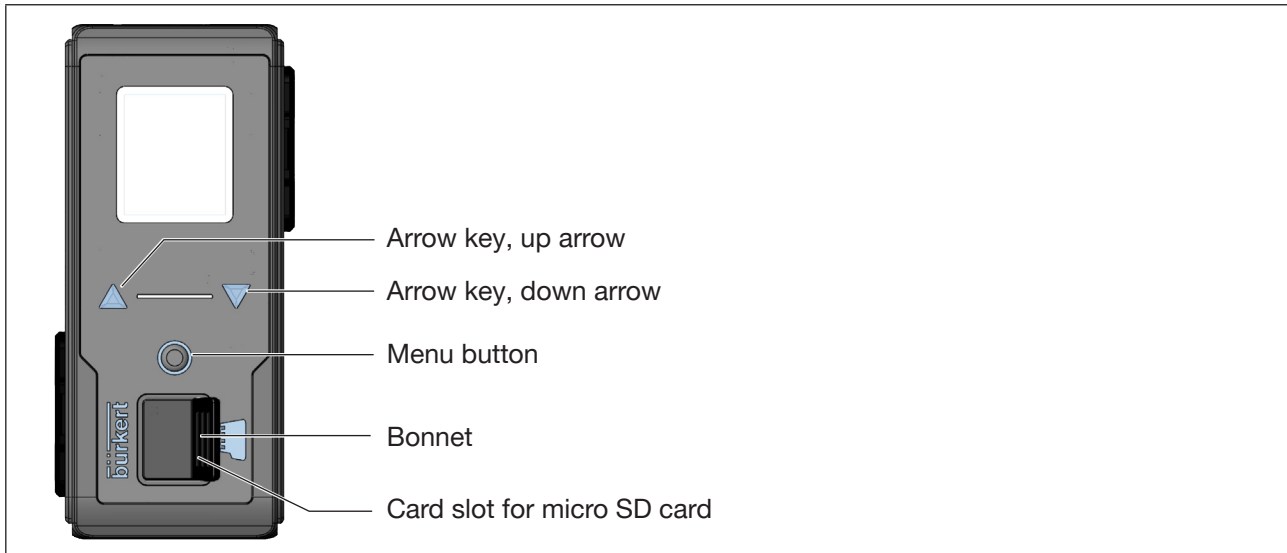 Arrow key, up arrow
Arrow key, down arrow
Menu button
bürkert
Bonnet
Card slot for micro SD card